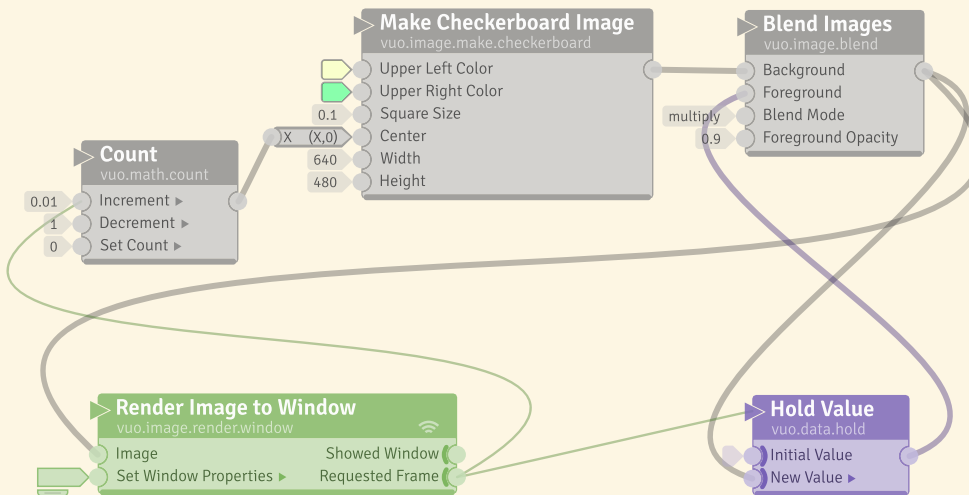 Make Checkerboard Image
vuo.image.make.checkerboard
Upper Left Color
Upper Right Color
0.1 Square Size
X (X,0) Center
640 Width
480 Height
Blend Images
vuo.image.blend
Background
Foreground
multiply Blend Mode
0.9 Foreground Opacity
Count
vuo.math.count
0.01 Increment
1 Decrement
0 Set Count
Render Image to Window
vuo.image.render.window
Image Showed Window
Set Window Properties Requested Frame
Hold Value
vuo.data.hold
Initial Value
New Value